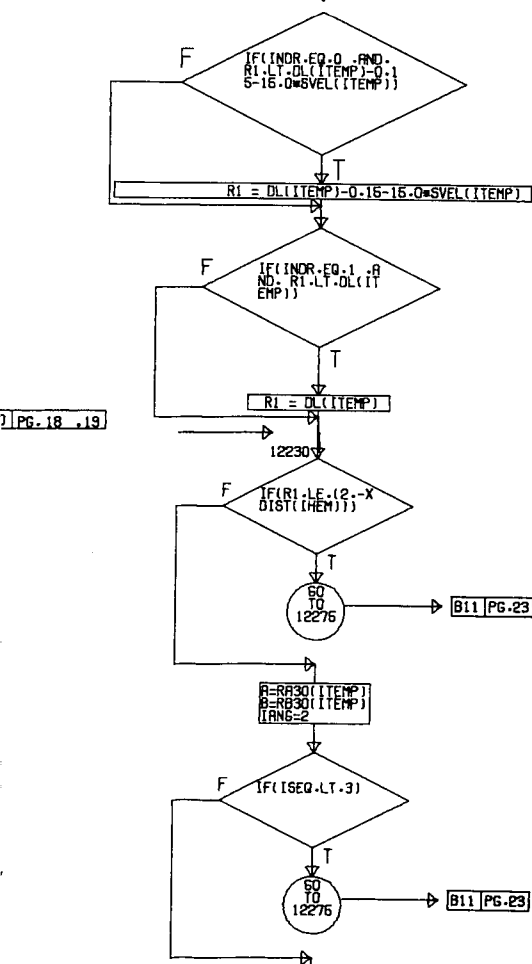 IF(INDR.EQ.0 .AND.
R1.LT.DL(ITEMP)-0.1
5-15.0*SVEL(ITEMP))
F
T
R1 = DL(ITEMP)-0.15-15.0*SVEL(ITEMP)
IF(INDR.EQ.1 .A
ND. R1.LT.DL(IT
EMP))
F
T
R1 = DL(ITEMP)
PG.18 .19
12230
IF(R1.LE.(2.-X
DIST(IHEM)))
F
T
GO
TO
12275
B11 PG.23
A=RA30(ITEMP)
B=RB30(ITEMP)
IANG=2
IF(ISEQ.LT.3)
F
T
GO
TO
12275
B11 PG.23